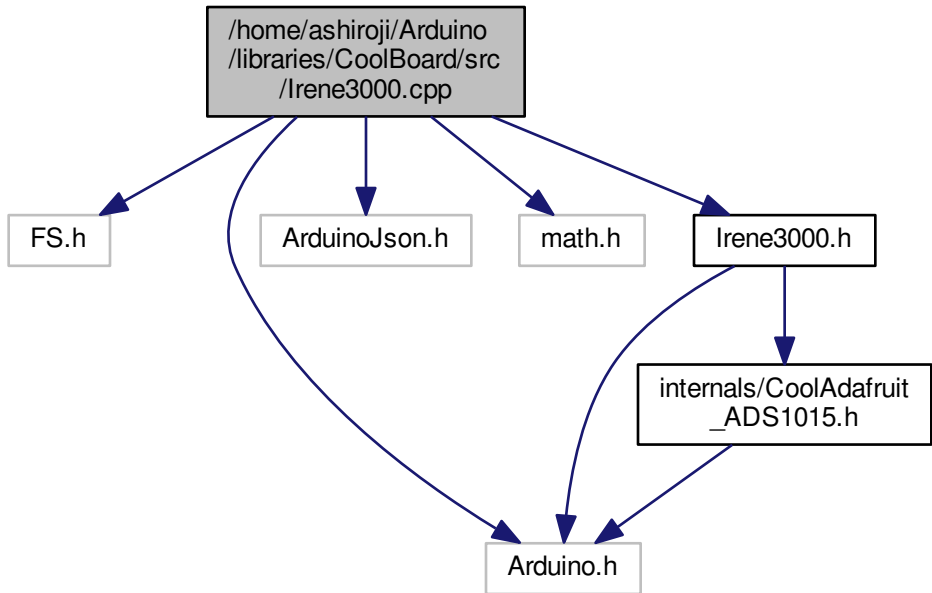 /home/ashiroji/Arduino
/libraries/CoolBoard/src
/Irene3000.cpp
FS.h
ArduinoJson.h
math.h
Irene3000.h
internals/CoolAdafruit
_ADS1015.h
Arduino.h